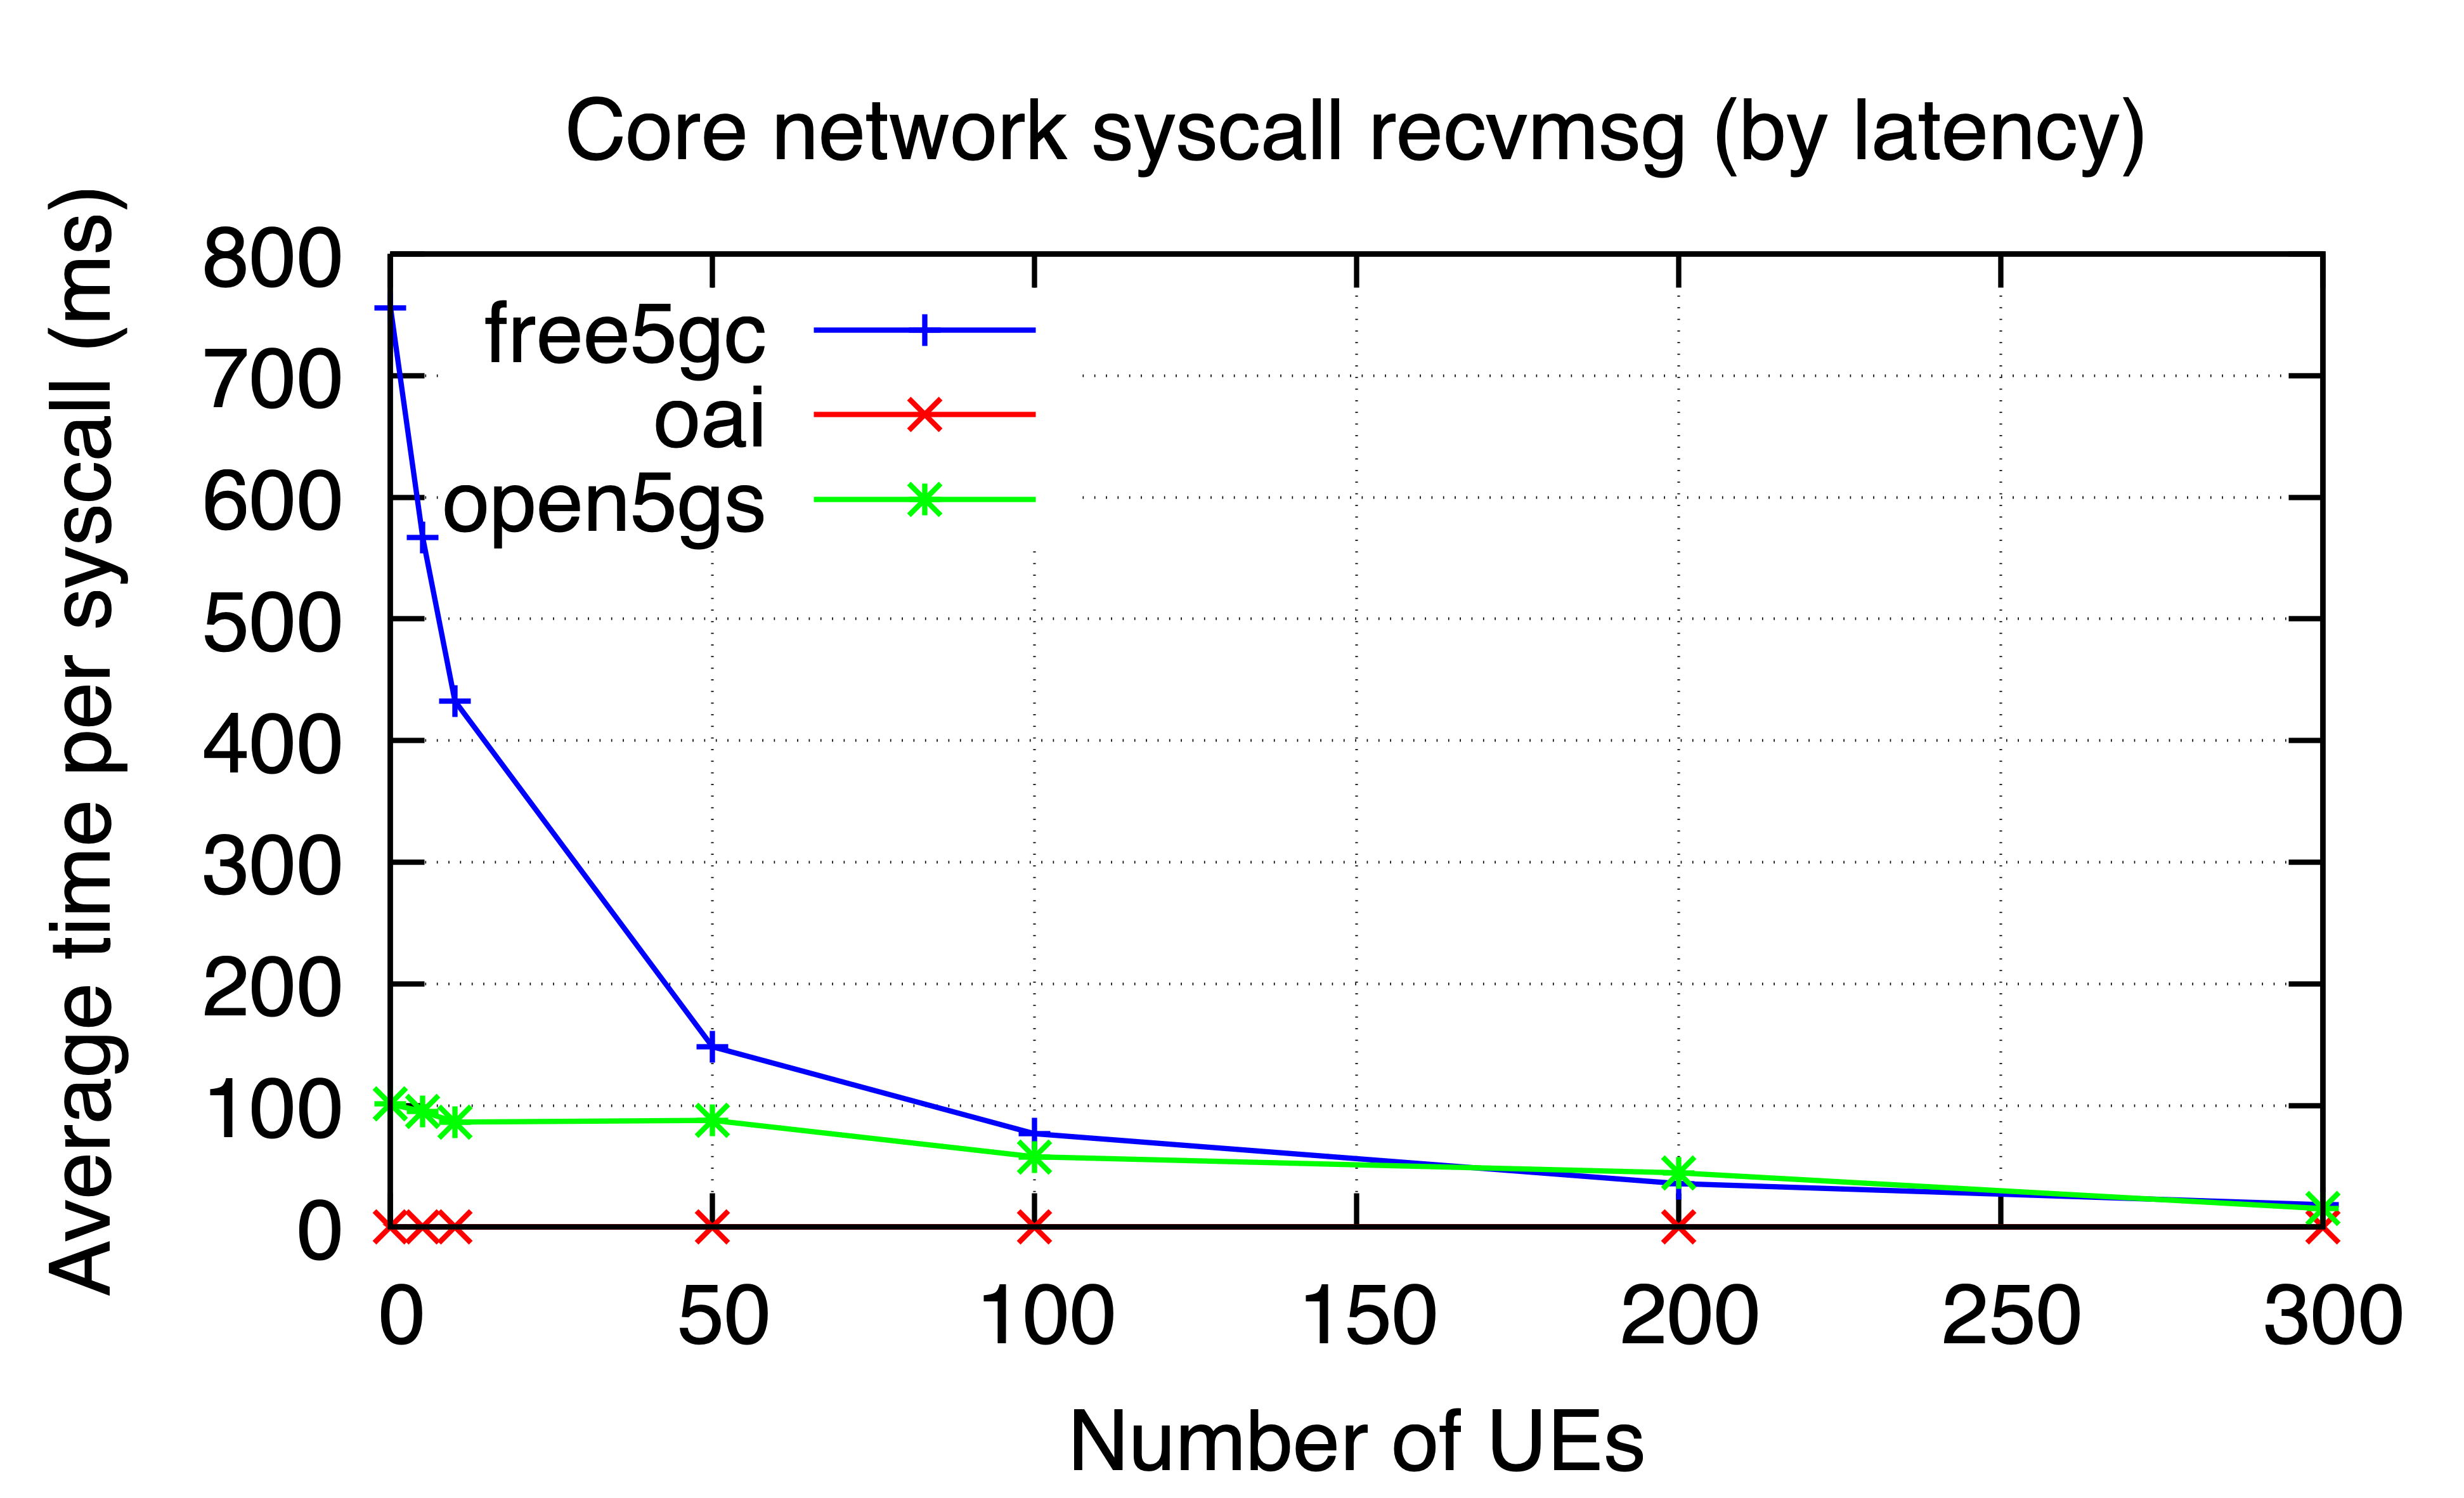 Core network syscall recvmsg (by latency)
Average time per syscall (ms)
800
700
600
500
400
300
200
100
0
free5gc
oai
open5gs
0 50 100 150 200 250 300
Number of UEs